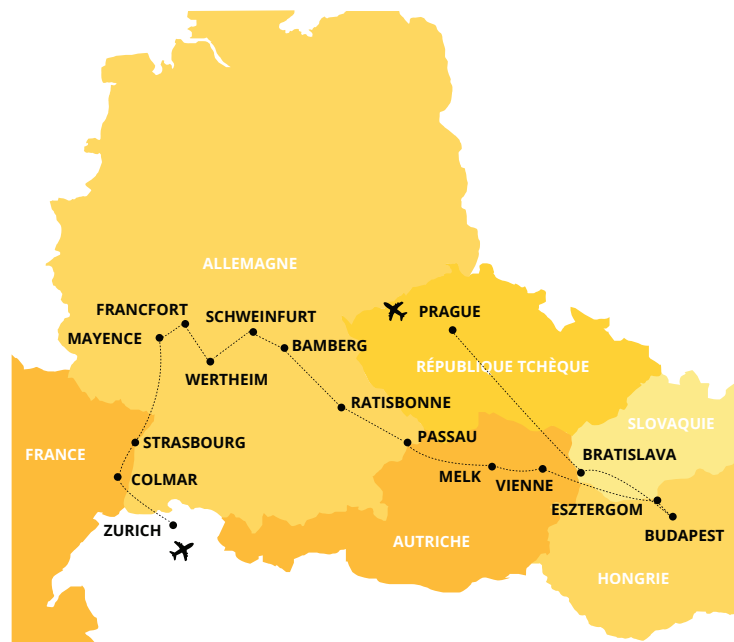 ALLEMAGNE
FRANCFORT
PRAGUE
SCHWEINFURT
MAYENCE
BAMBERG
RÉPUBLIQUE TCHÈQUE
WERTHEIM
RATISBONNE
SLOVAQUIE
STRASBOURG
PASSAU
FRANCE
BRATISLAVA
MELK
VIENNE
COLMAR
ESZTERGOM
ZURICH
BUDAPEST
AUTRICHE
HONGRIE